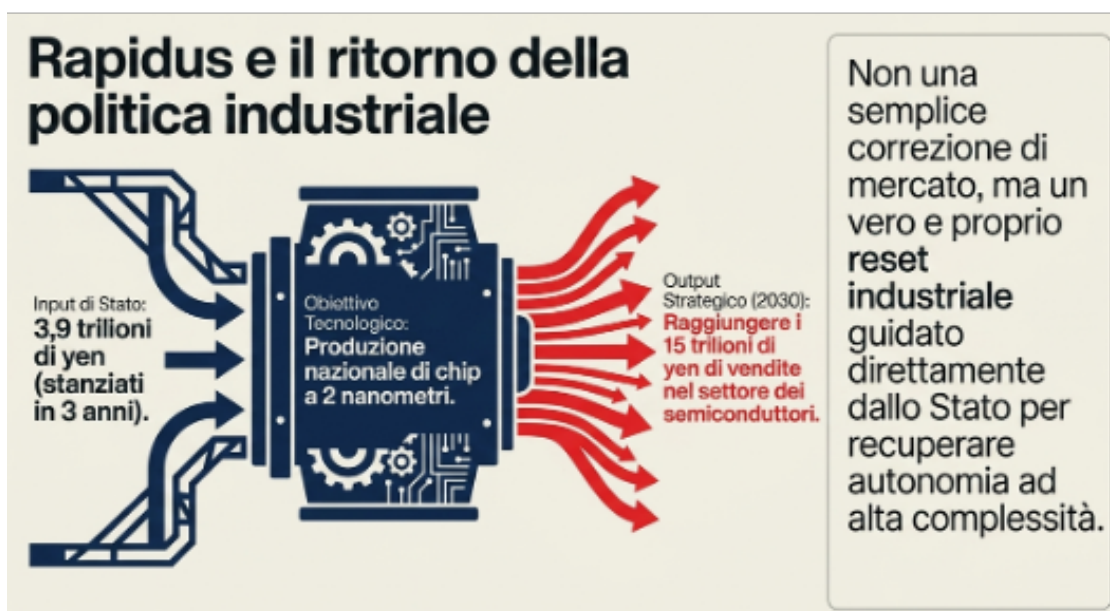 Rapidus e il ritorno della
politica industriale
Input di Stato:
3,9 trilioni
di yen
(stanziati
in 3 anni).
Obiettivo
Tecnologico:
Produzione
nazionale di chip
a 2 nanometri.
Output
Strategico (2030):
Raggiungere i
15 trilioni di
yen di vendite
nel settore dei
semiconduttori.
Non una
semplice
correzione di
mercato, ma un
vero e proprio
reset
industriale
guidato
direttamente
dallo Stato per
recuperare
autonomia ad
alta complessità.